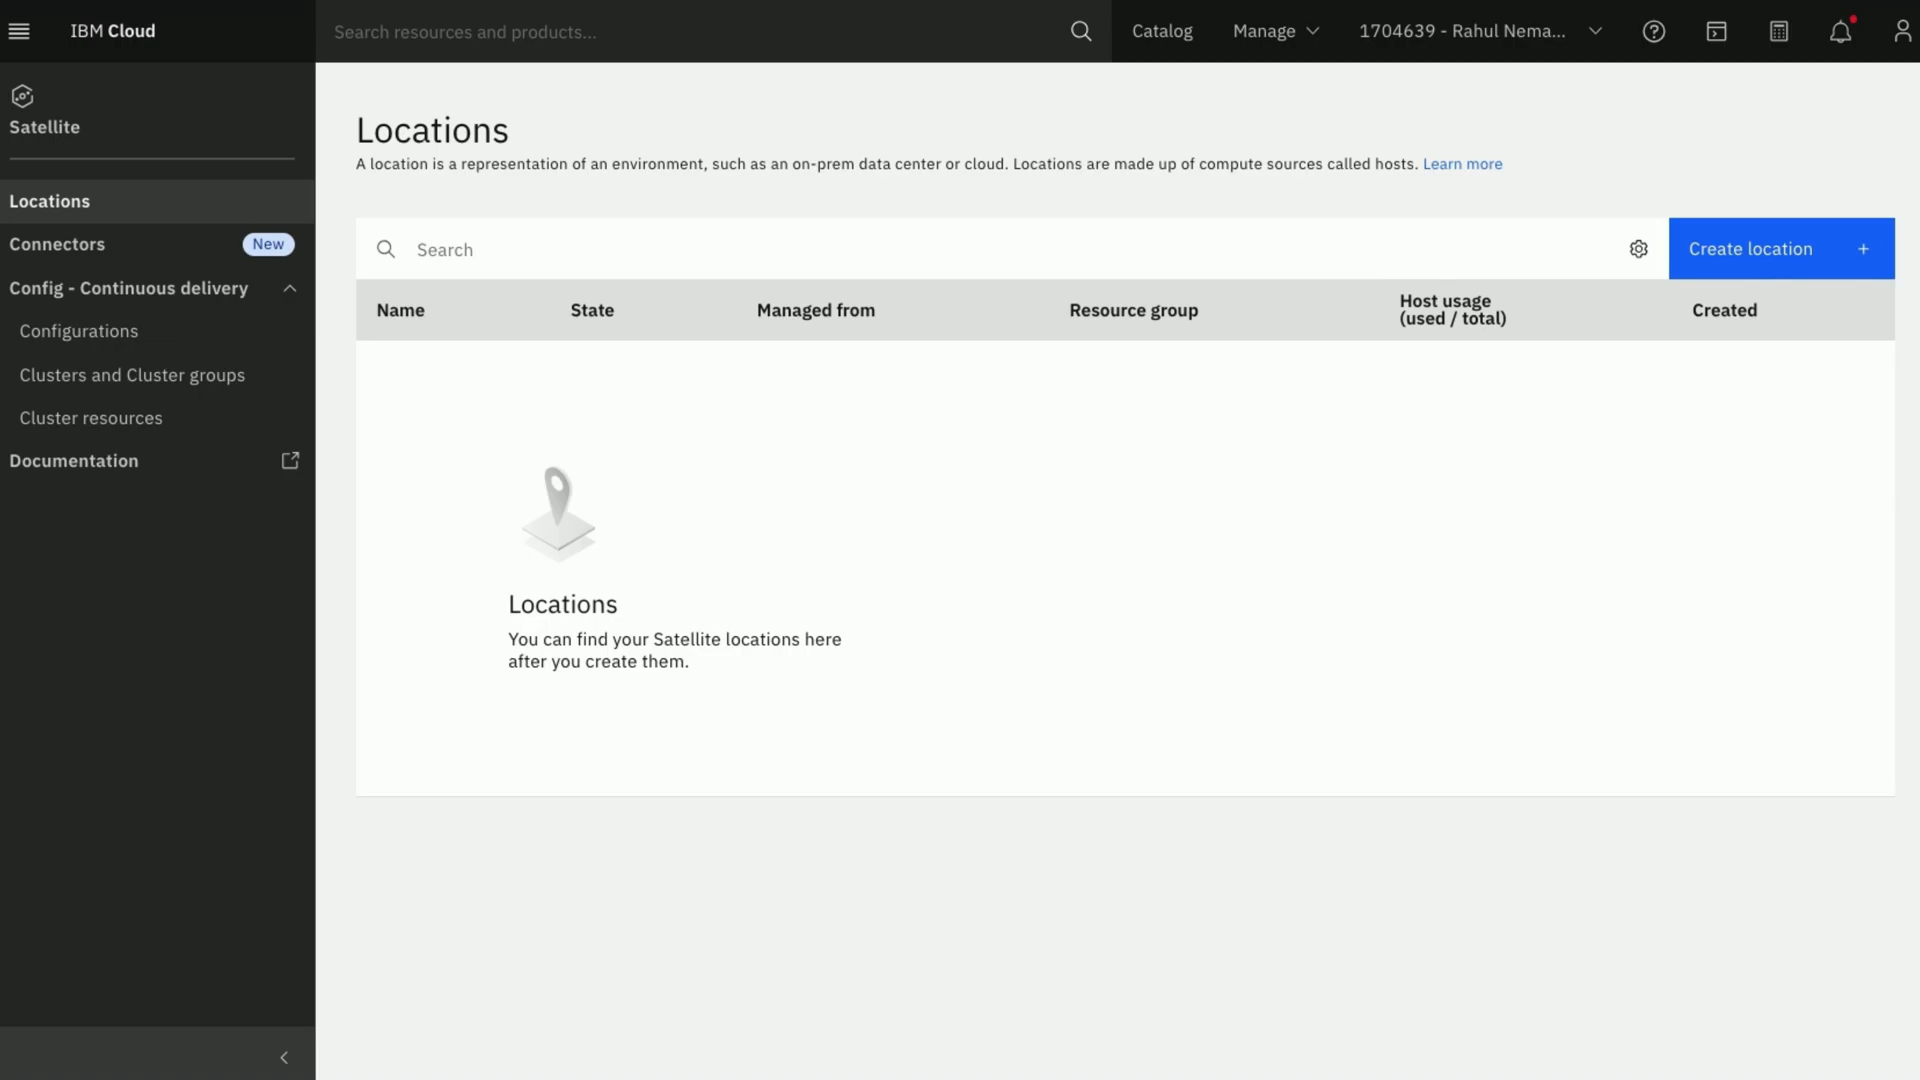 IBM Cloud
Search resources and products...
Catalog
Manage
1704639 - Rahul Nema...
Satellite
Locations
Connectors
New
Config - Continuous delivery
Configurations
Clusters and Cluster groups
Cluster resources
Documentation
Locations
A location is a representation of an environment, such as an on-prem data center or cloud. Locations are made up of compute sources called hosts. Learn more
Search
Create location +
Name
State
Managed from
Resource group
Host usage
(used / total)
Created
Locations
You can find your Satellite locations here
after you create them.